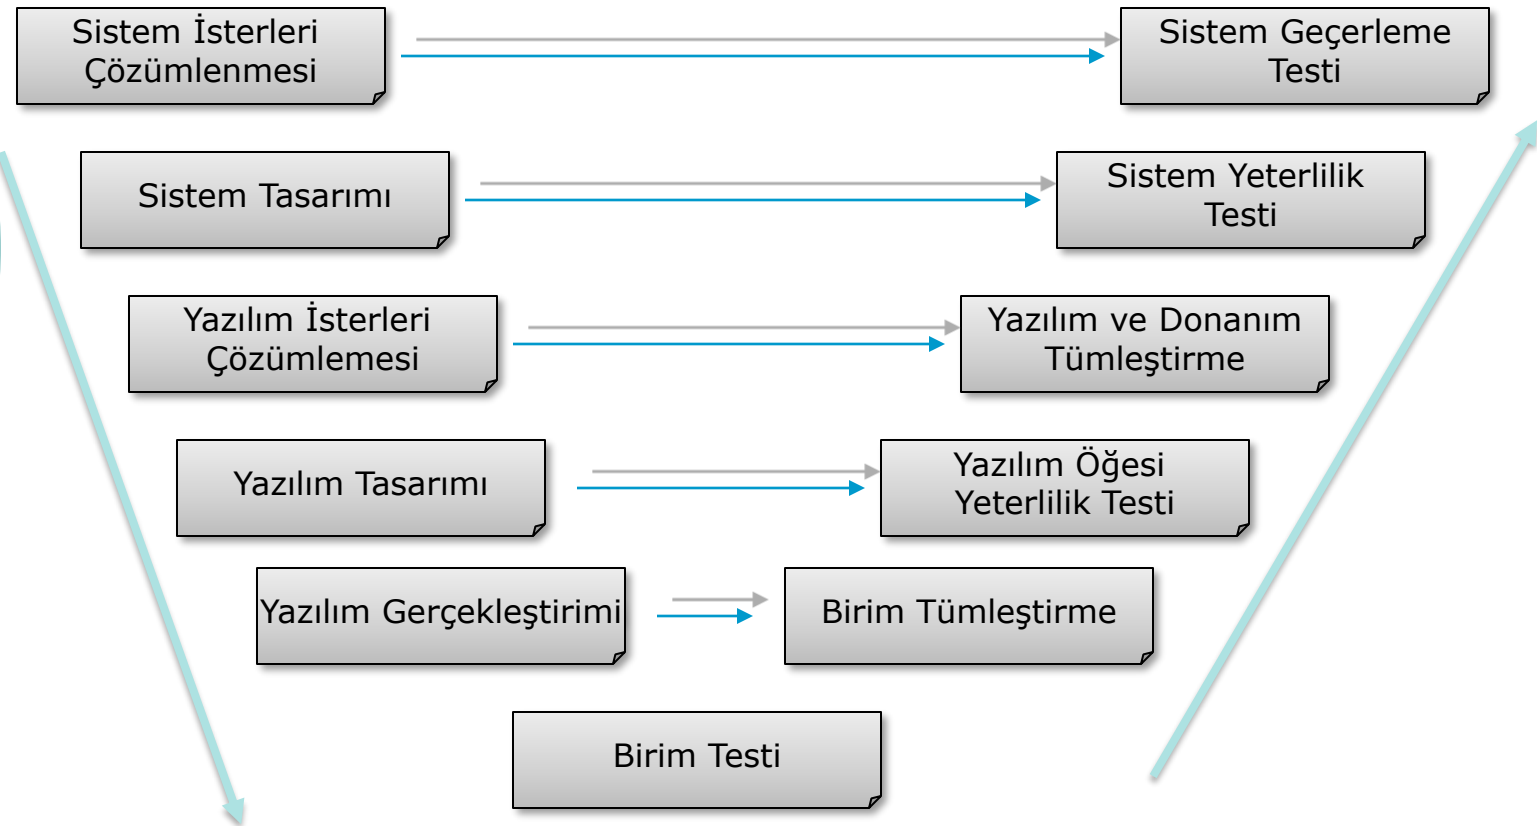 Sistem İsterleri
Çözümlenmesi
Sistem Geçerleme
Testi
Sistem Tasarımı
Sistem Yeterlilik
Testi
Yazılım İsterleri
Çözümlemesi
Yazılım ve Donanım
Tümleştirme
Yazılım Tasarımı
Yazılım Öğesi
Yeterlilik Testi
Yazılım Gerçekleştirimi
Birim Tümleştirme
Birim Testi